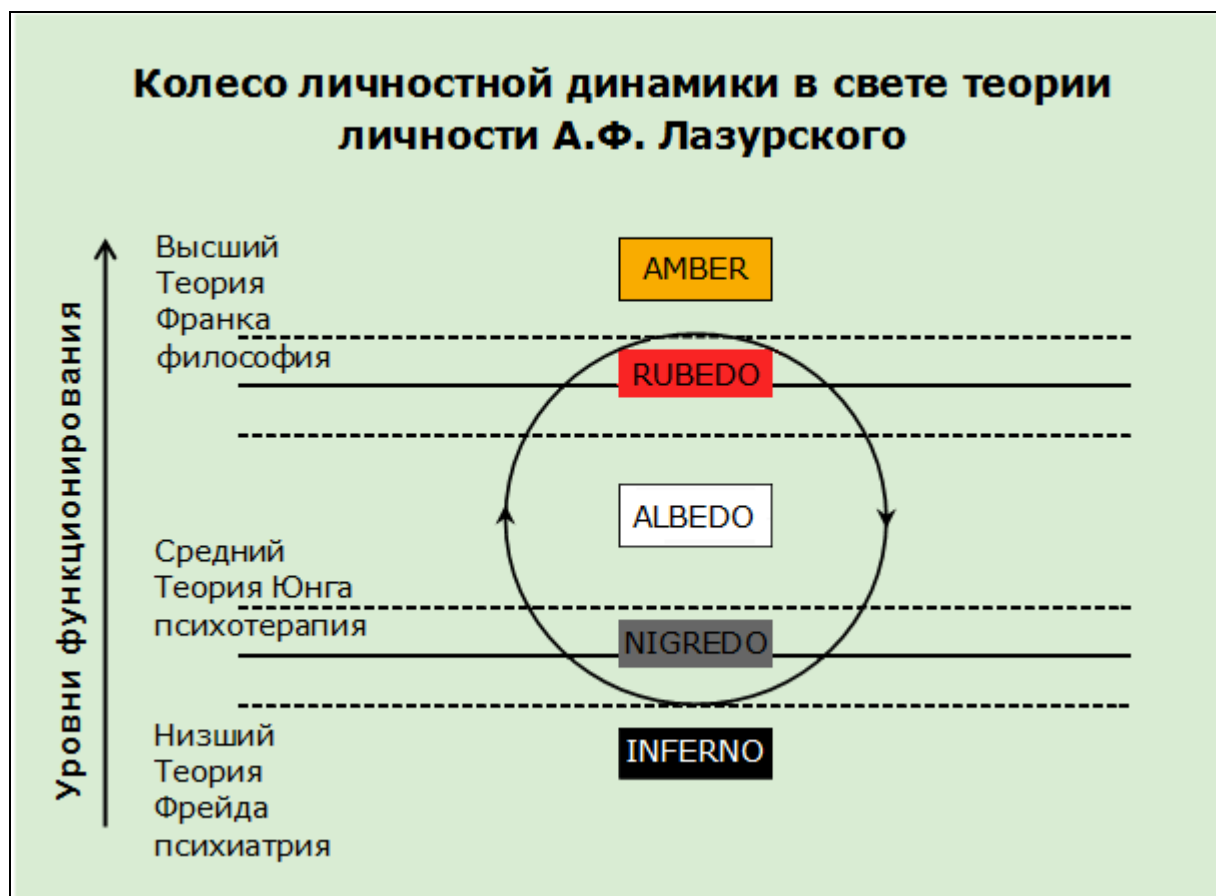 Колесо личностной динамики в свете теории
личности А.Ф. Лазурского
Уровни функционирования
Высший
Теория
Франка
философия
AMBER
RUBEDO
ALBEDO
Средний
Теория Юнга
психотерапия
NIGREDO
INFERNO
Низший
Теория
Фрейда
психиатрия